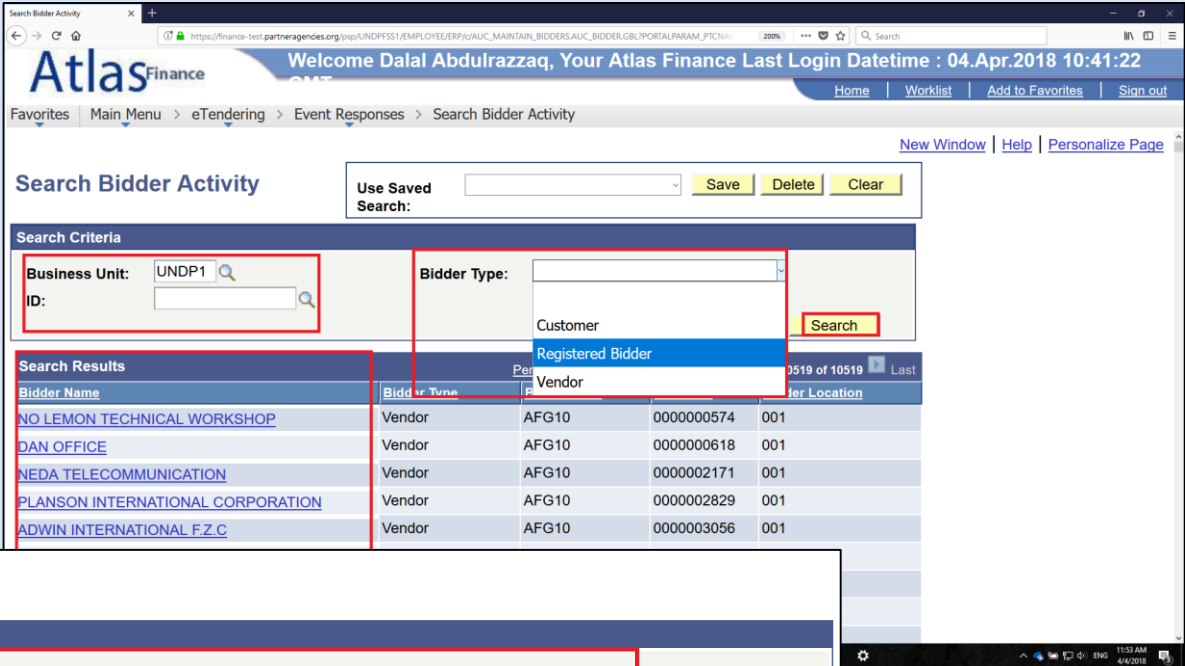 Search Bidder Activity
https://finance-test.partneragencies.org/psp/UNDPFSS1/EMPLOYEE/ERP/c/AUC_MAINTAIN_BIDDERS.AUC_BIDDER.GBL?PORTALPARAM_PTCNAV 200% Search
Atlas Finance
Welcome Dalal Abdulrazzaq, Your Atlas Finance Last Login Datetime : 04.Apr.2018 10:41:22
Home | Worklist | Add to Favorites | Sign out
Favorites Main Menu > eTendering > Event Responses > Search Bidder Activity
New Window | Help | Personalize Page
Search Bidder Activity
Use Saved Search: Save Delete Clear
Search Criteria
Business Unit: UNDP1
Bidder Type:
ID:
Customer
Search
Registered Bidder
Vendor
Search Results
0519 of 10519 Last
Bidder Name Bidder Type Location
NO LEMON TECHNICAL WORKSHOP Vendor AFG10 0000000574 001
DAN OFFICE Vendor AFG10 0000000618 001
NEDA TELECOMMUNICATION Vendor AFG10 0000002171 001
PLANSON INTERNATIONAL CORPORATION Vendor AFG10 0000002829 001
ADWIN INTERNATIONAL F.Z.C Vendor AFG10 0000003056 001
ENG 11:53 AM
4/4/2018